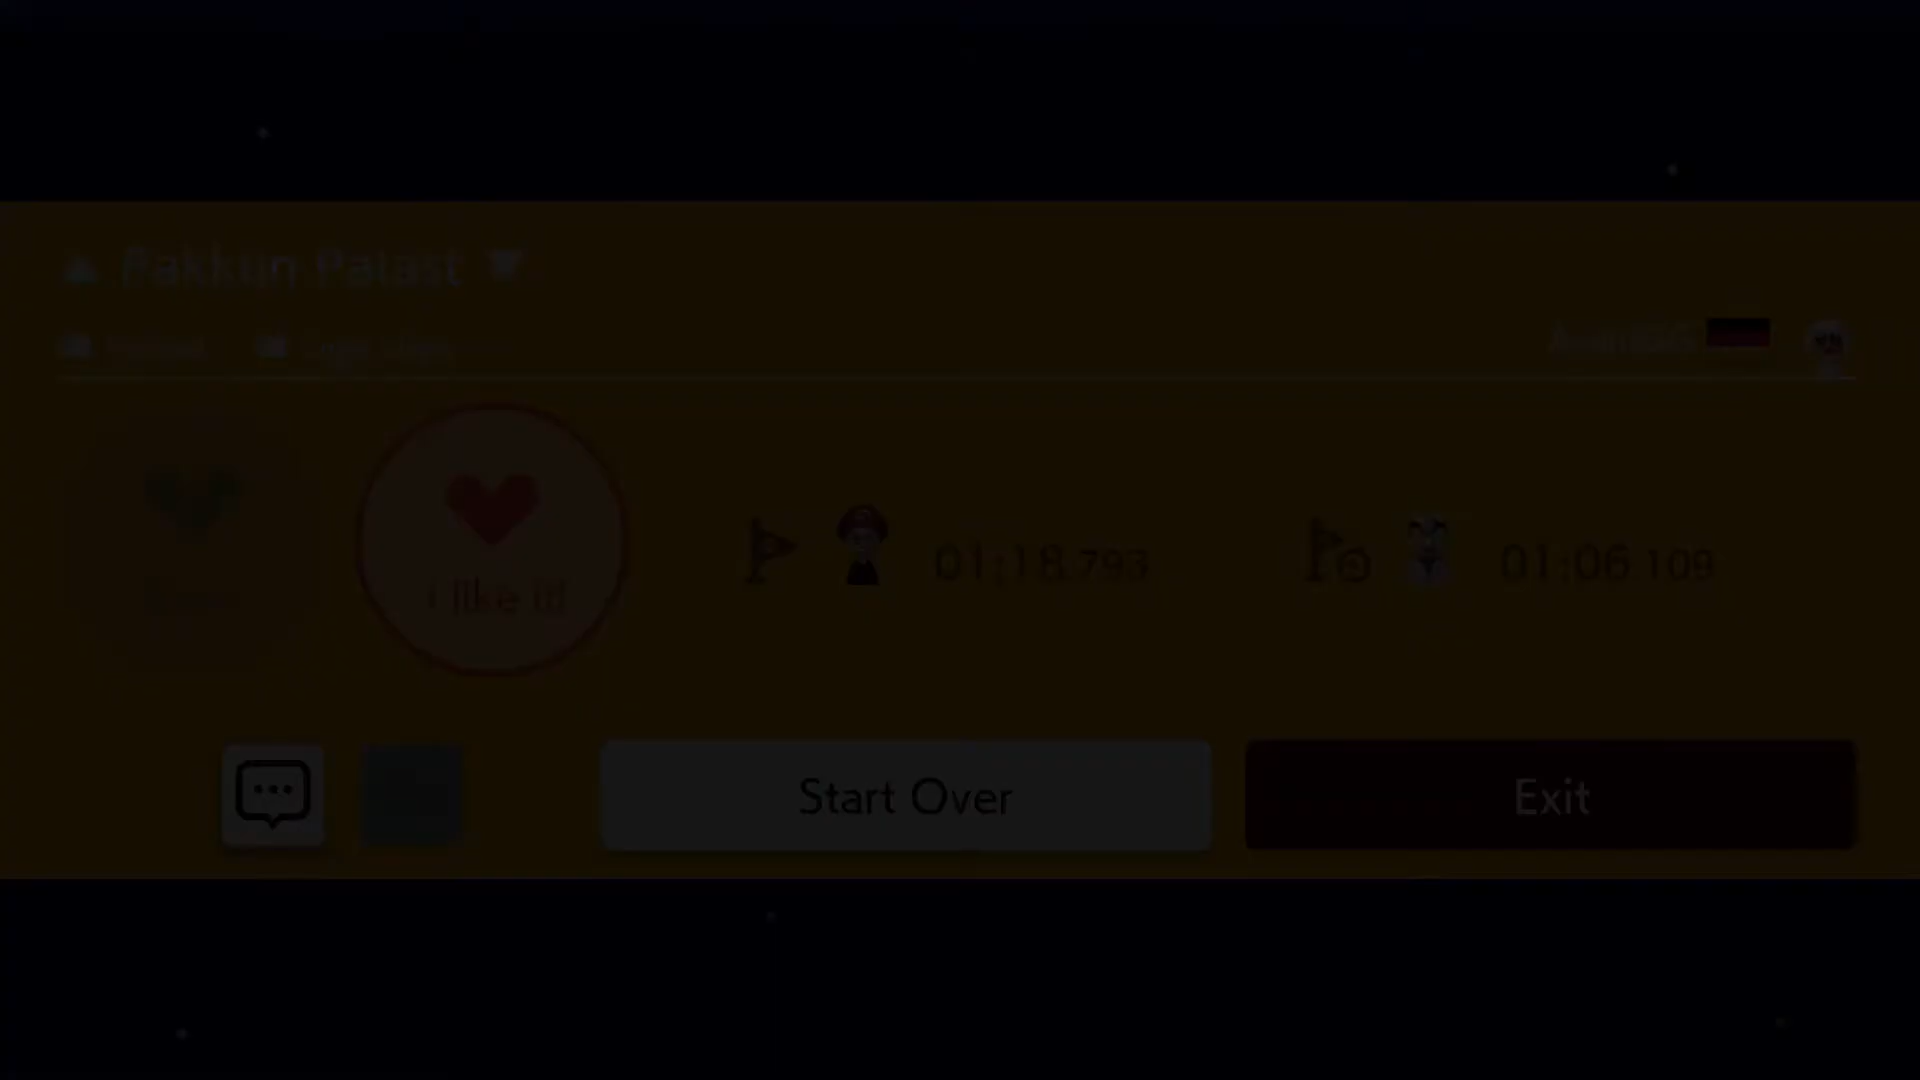 Pakkun Palast
I like it!
01:18.793
01:06.109
Start Over
Exit